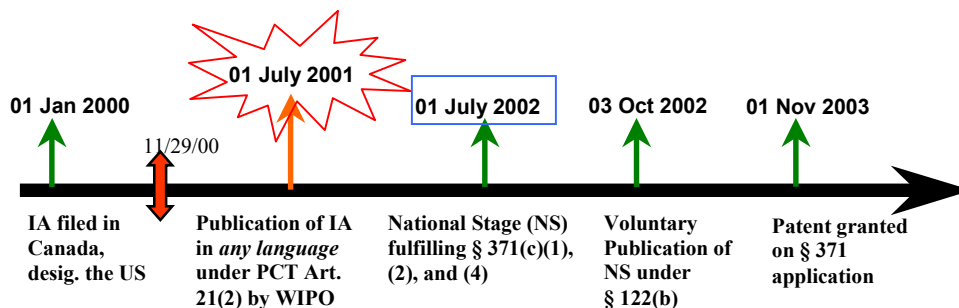 01 July 2001
01 Jan 2000
01 July 2002
03 Oct 2002
01 Nov 2003
11/29/00
IA filed in
Canada,
desig. the US
Publication of IA
in any language
under PCT Art.
21(2) by WIPO
National Stage (NS)
fulfilling § 371(c)(1),
(2), and (4)
Voluntary
Publication of
NS under
§ 122(b)
Patent granted
on § 371
application